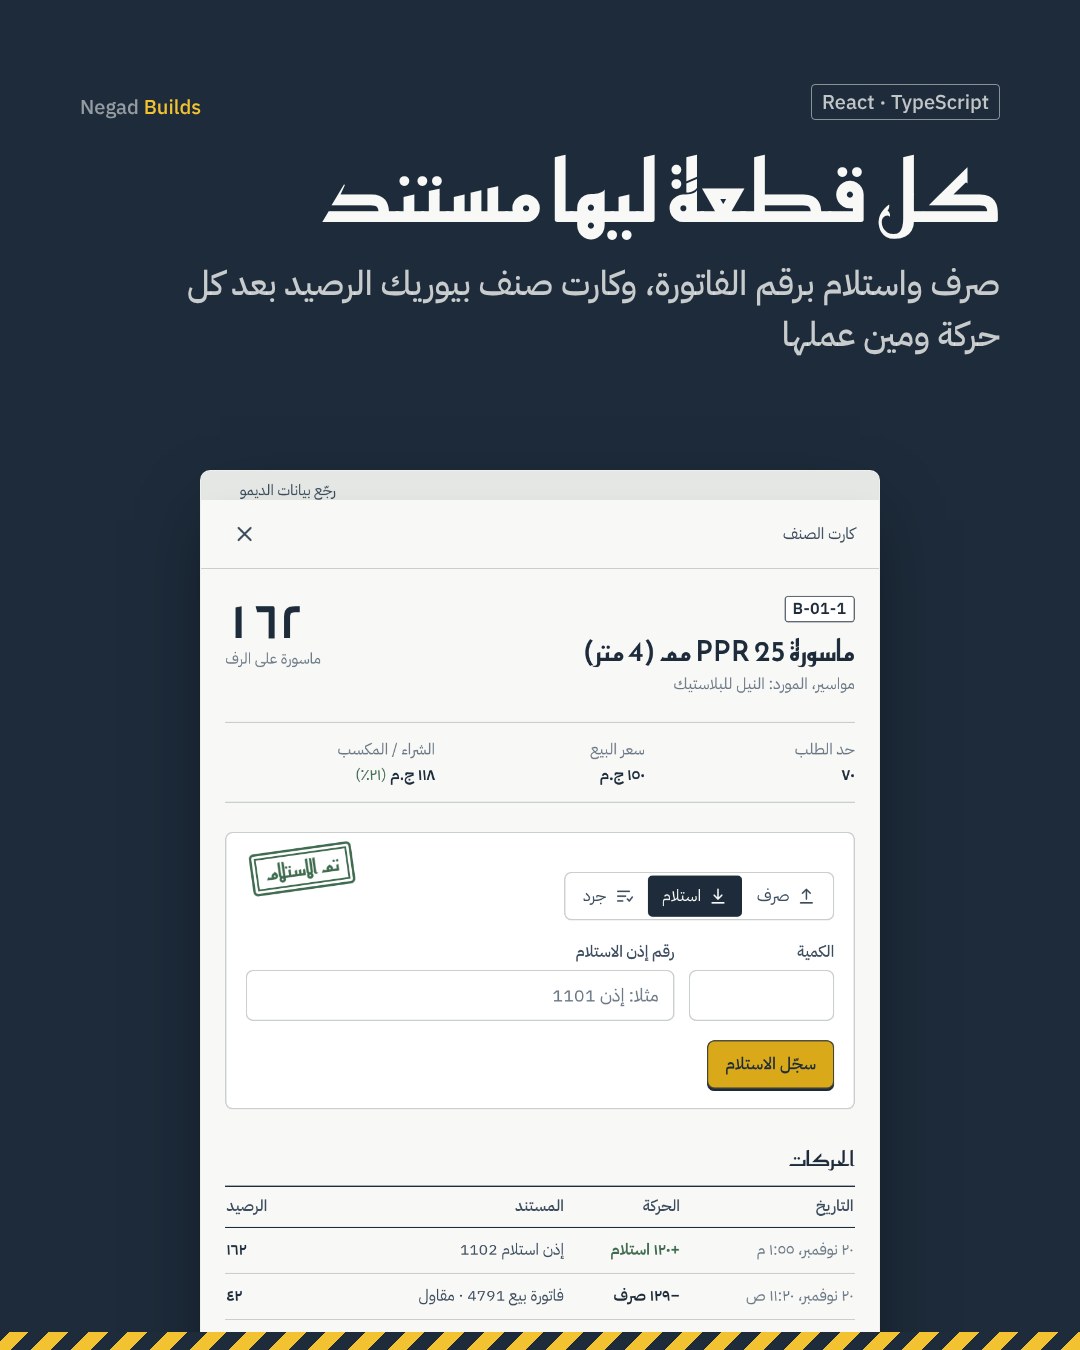 Negad Builds
React · TypeScript
كل قطعة ليها مستند
صرف واستلام برقم الفاتورة، وكارت صنف بيوريك الرصيد بعد كل
حركة ومين عملها
رجّع بيانات الديمو
كارت الصنف
B-01-1
ماسورة PPR 25 مم (4 متر)
مواسير، المورد: النيل للبلاستيك
١٦٢
ماسورة على الرف
حد الطلب
٧٠
سعر البيع
١٥٠ ج.م
الشراء / المكسب
١١٨ ج.م (٢١٪)
تم الاستلام
صرف
استلام
جرد
الكمية
رقم إذن الاستلام
مثلا: إذن 1101
سجّل الاستلام
الحركات
التاريخ الحركة المستند الرصيد
٢٠ نوفمبر، ١:٥٥ م +١٢٠ استلام إذن استلام 1102 ١٦٢
٢٠ نوفمبر، ١١:٢٠ ص −١٢٩ صرف فاتورة بيع 4791 · مقاول ٤٢